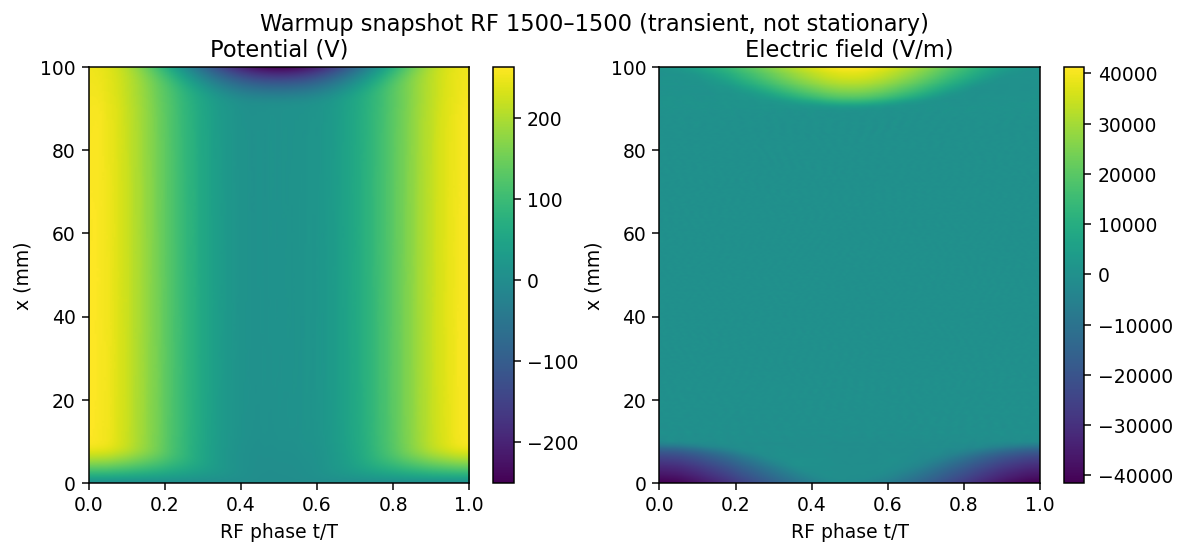 Warmup snapshot RF 1500–1500 (transient, not stationary)
Potential (V)
100
80
60
40
20
0
x (mm)
0.0 0.2 0.4 0.6 0.8 1.0
RF phase t/T
200
100
0
−100
−200
Electric field (V/m)
100
80
60
40
20
0
x (mm)
0.0 0.2 0.4 0.6 0.8 1.0
RF phase t/T
40000
30000
20000
10000
0
−10000
−20000
−30000
−40000